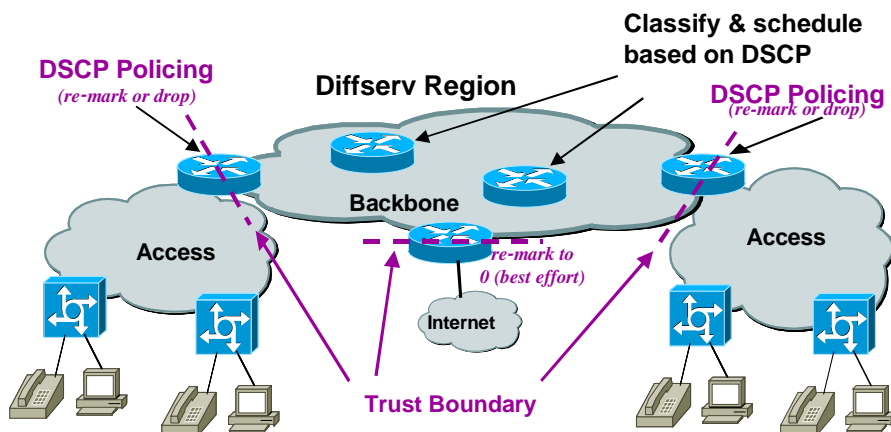 Classify & schedule
based on DSCP
DSCP Policing
(re-mark or drop)
Diffserv Region
DSCP Policing
(re-mark or drop)
Backbone
Access
Access
re-mark to
0 (best effort)
Internet
Trust Boundary